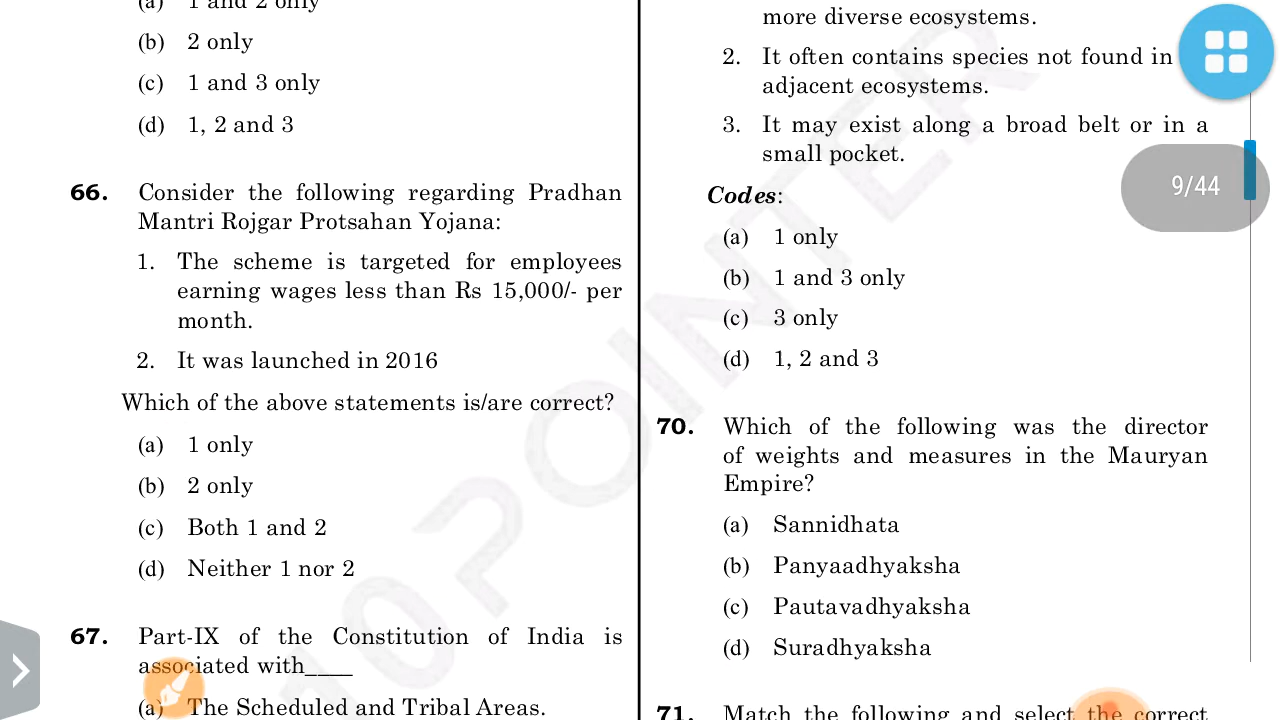 (a) 1 and 2 only
(b) 2 only
(c) 1 and 3 only
(d) 1, 2 and 3
66. Consider the following regarding Pradhan
Mantri Rojgar Protsahan Yojana:
1. The scheme is targeted for employees
earning wages less than Rs 15,000/- per
month.
2. It was launched in 2016
Which of the above statements is/are correct?
(a) 1 only
(b) 2 only
(c) Both 1 and 2
(d) Neither 1 nor 2
67. Part-IX of the Constitution of India is
associated with____
(a) The Scheduled and Tribal Areas.
more diverse ecosystems.
2. It often contains species not found in
adjacent ecosystems.
3. It may exist along a broad belt or in a
small pocket.
Codes:
(a) 1 only
(b) 1 and 3 only
(c) 3 only
(d) 1, 2 and 3
70. Which of the following was the director
of weights and measures in the Mauryan
Empire?
(a) Sannidhata
(b) Panyaadhyaksha
(c) Pautavadhyaksha
(d) Suradhyaksha
71. Match the following and select the correct
9/44
10POINTER